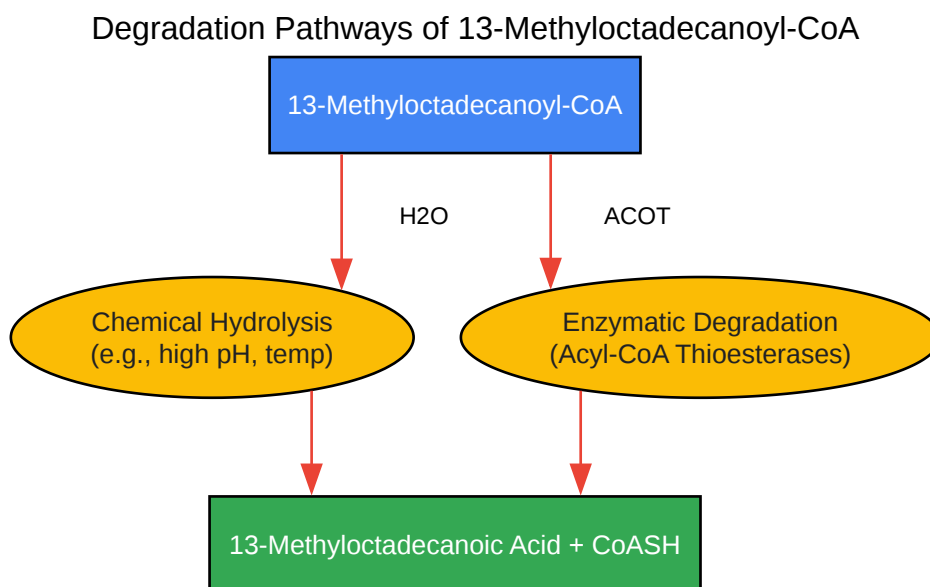 Degradation Pathways of 13-Methyloctadecanoyl-CoA
13-Methyloctadecanoyl-CoA
H2O
ACOT
Chemical Hydrolysis
(e.g., high pH, temp)
Enzymatic Degradation
(Acyl-CoA Thioesterases)
13-Methyloctadecanoic Acid + CoASH